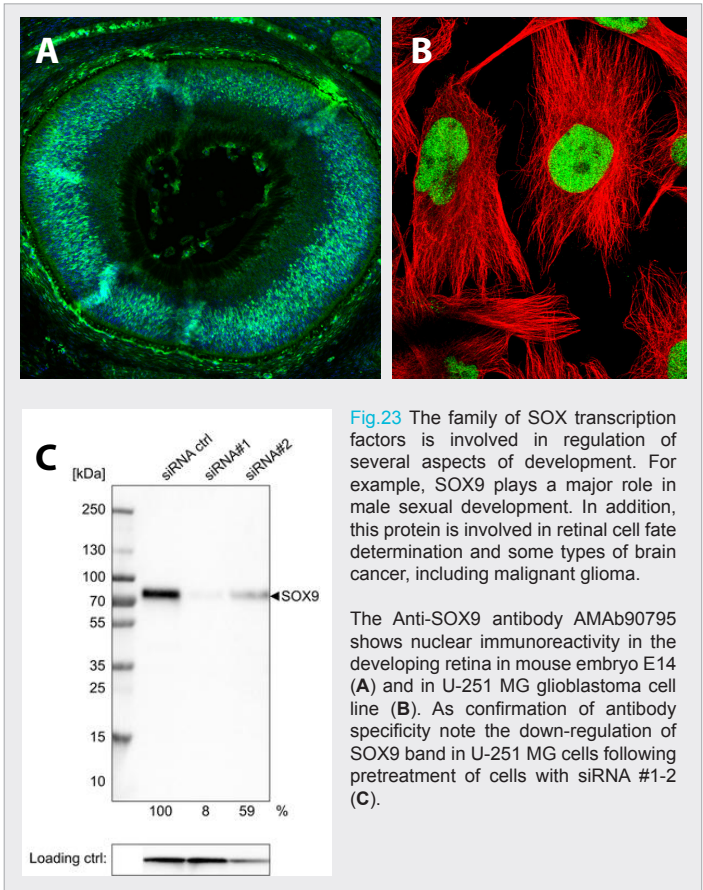 A
B
C
[kDa]
siRNA ctrl
siRNA#1
siRNA#2
250
130
100
70
55
35
25
15
10
◄SOX9
100 8 59 %
Loading ctrl:
Fig.23 The family of SOX transcription
factors is involved in regulation of
several aspects of development. For
example, SOX9 plays a major role in
male sexual development. In addition,
this protein is involved in retinal cell fate
determination and some types of brain
cancer, including malignant glioma.
The Anti-SOX9 antibody AMAb90795
shows nuclear immunoreactivity in the
developing retina in mouse embryo E14
(A) and in U-251 MG glioblastoma cell
line (B). As confirmation of antibody
specificity note the down-regulation of
SOX9 band in U-251 MG cells following
pretreatment of cells with siRNA #1-2
(C).